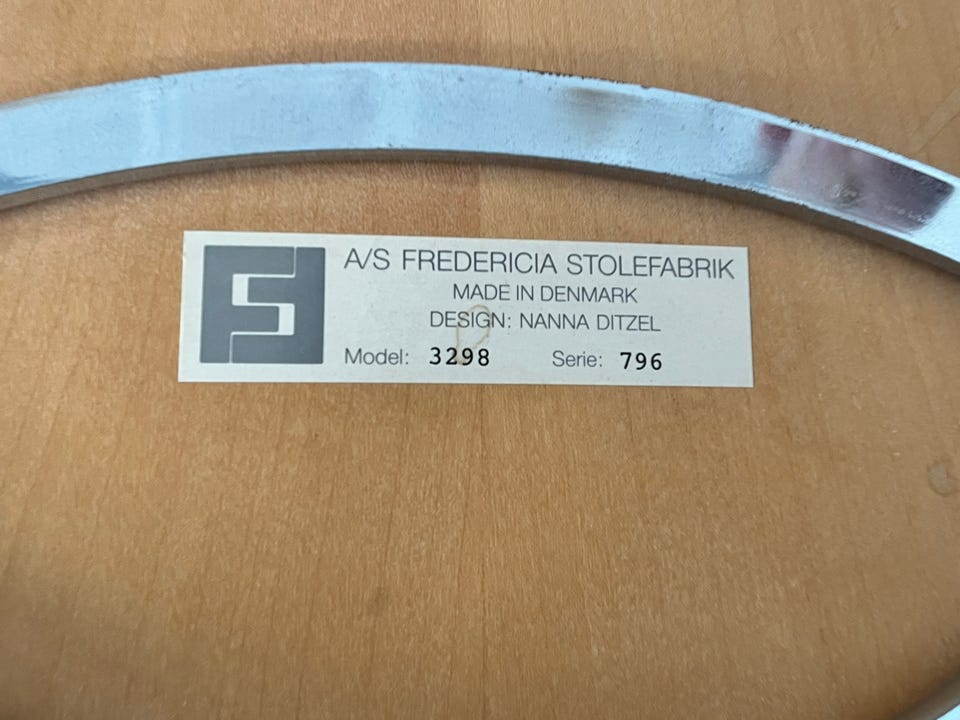 A/S FREDERICIA STOLEFABRIK
MADE IN DENMARK
DESIGN: NANNA DITZEL
Model: 3298 Serie: 796